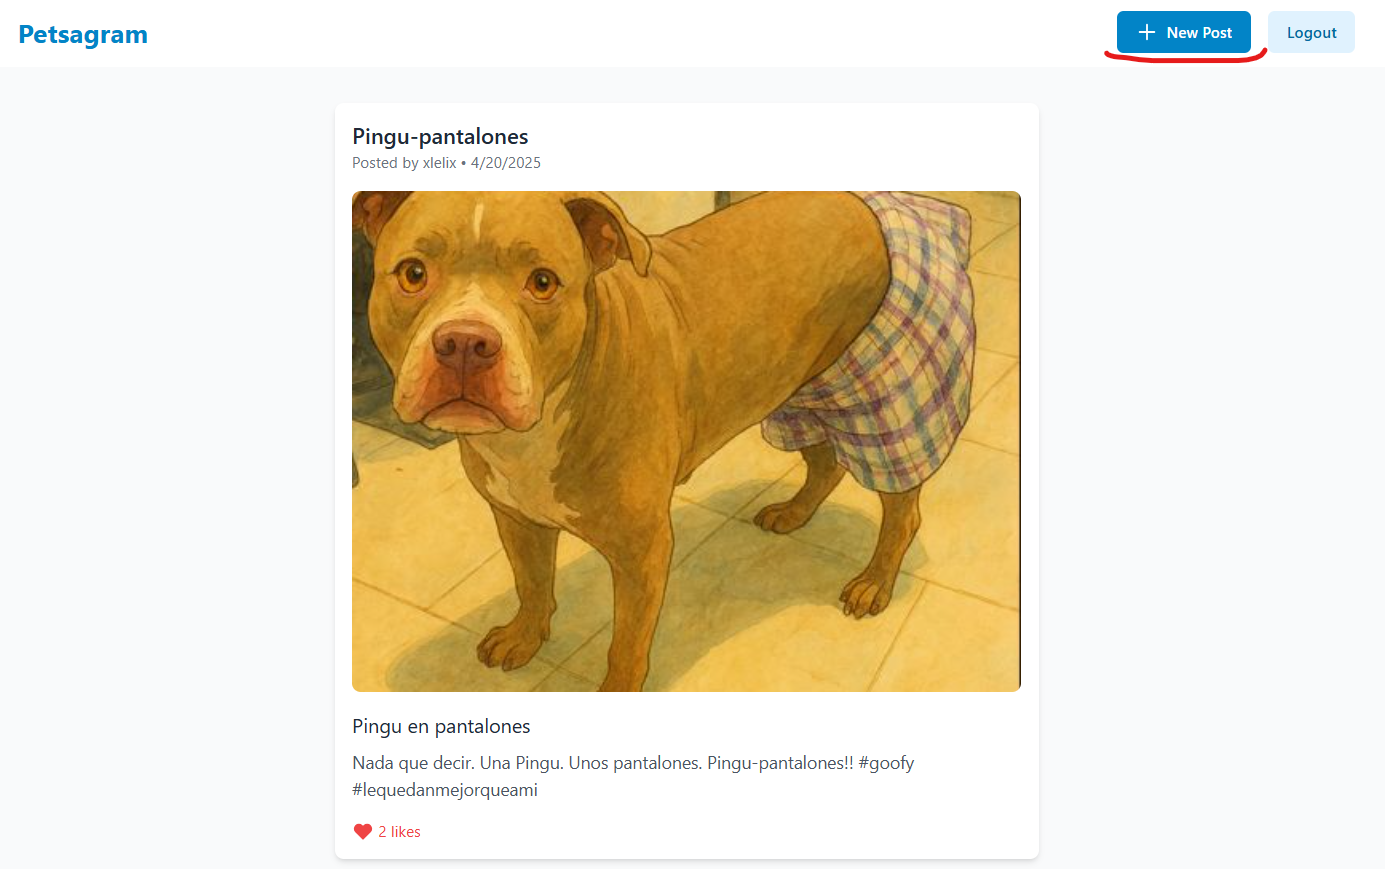 Petsagram
New Post
Logout
Pingu-pantalones
Posted by xlelix • 4/20/2025
Pingu en pantalones
Nada que decir. Una Pingu. Unos pantalones. Pingu-pantalones!! #goofy
#lequedanmejorqueami
2 likes